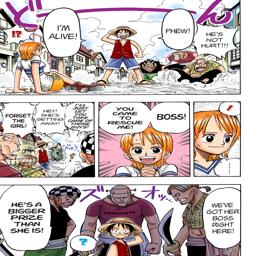 HE'S
NOT
HURT!!!
PHEW!
I'M
ALIVE!
!?
!
BOSS!
YOU
CAME
TO
RESCUE
ME!
HEY!
SHE'S
GETTING
AWAY!
FORGET
THE
GIRL!
WE'VE
GOT HER
BOSS
RIGHT
HERE!
?
HE'S A
BIGGER
PRIZE
THAN
SHE IS!